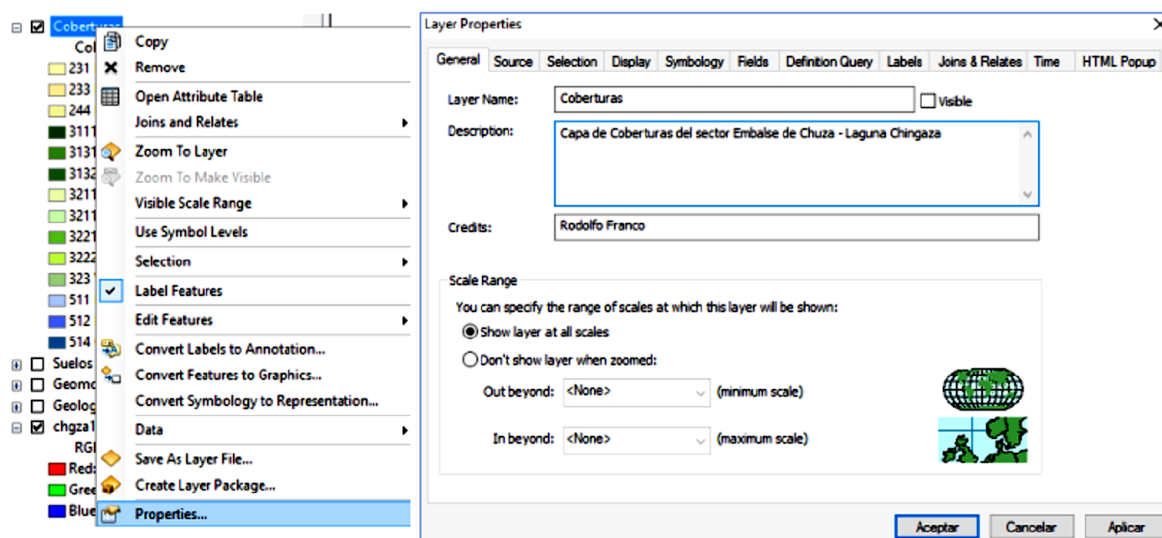 Coberturas
Col
231
233
244
3111
3131
3132
3211
3211
3221
3222
323
511
512
514
Suelos
Geomo
Geolog
chgza1
RGI
Red:
Gree
Blue
Copy
Remove
Open Attribute Table
Joins and Relates
Zoom To Layer
Zoom To Make Visible
Visible Scale Range
Use Symbol Levels
Selection
Label Features
Edit Features
Convert Labels to Annotation...
Convert Features to Graphics...
Convert Symbology to Representation...
Data
Save As Layer File...
Create Layer Package...
Properties...
Layer Properties
General Source Selection Display Symbology Fields Definition Query Labels Joins & Relates Time HTML Popup
Layer Name: Coberturas Visible
Description: Capa de Coberturas del sector Embalse de Chuza - Laguna Chingaza
Credits: Rodolfo Franco
Scale Range
You can specify the range of scales at which this layer will be shown:
Show layer at all scales
Don't show layer when zoomed:
Out beyond: <None> (minimum scale)
In beyond: <None> (maximum scale)
Aceptar Cancelar Aplicar